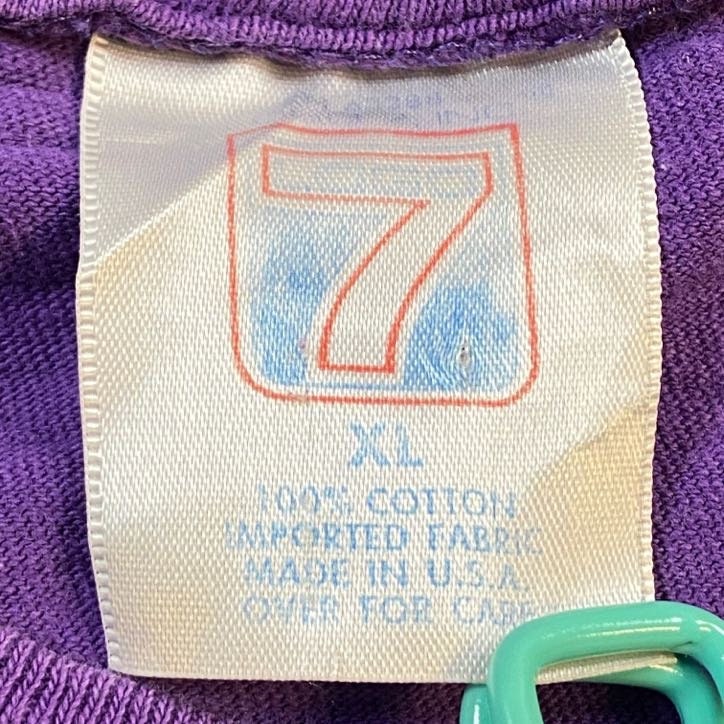 7
XL
100% COTTON
IMPORTED FABRIC
MADE IN U.S.A.
OVER FOR CARE